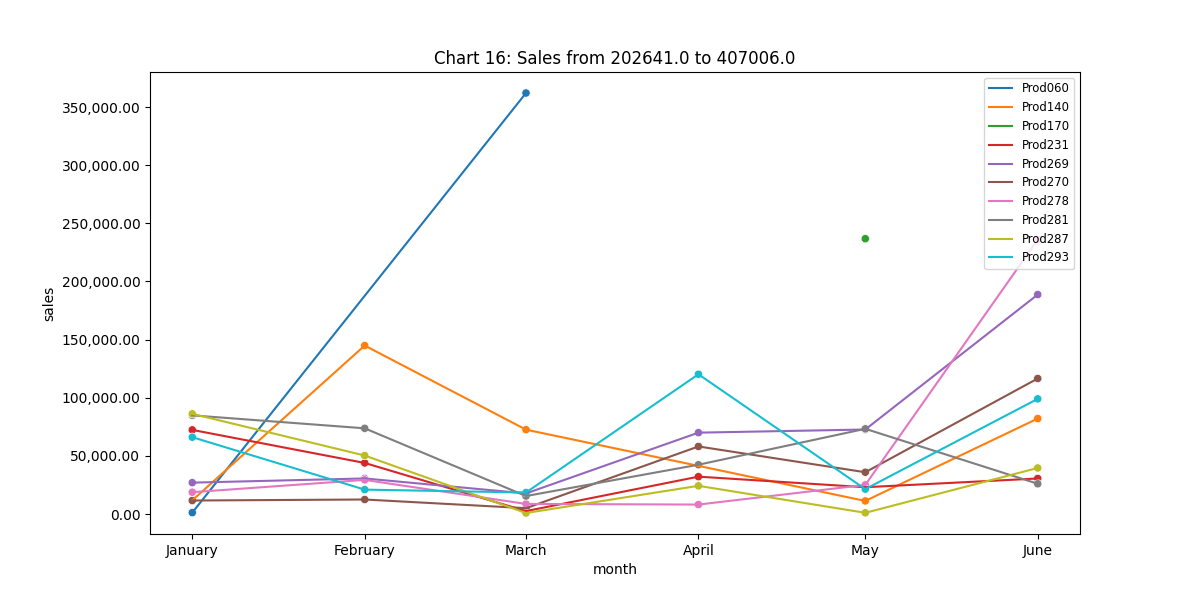 Chart 16: Sales from 202641.0 to 407006.0
sales
350,000.00
300,000.00
250,000.00
200,000.00
150,000.00
100,000.00
50,000.00
0.00
Prod060
Prod140
Prod170
Prod231
Prod269
Prod270
Prod278
Prod281
Prod287
Prod293
January February March April May June
month